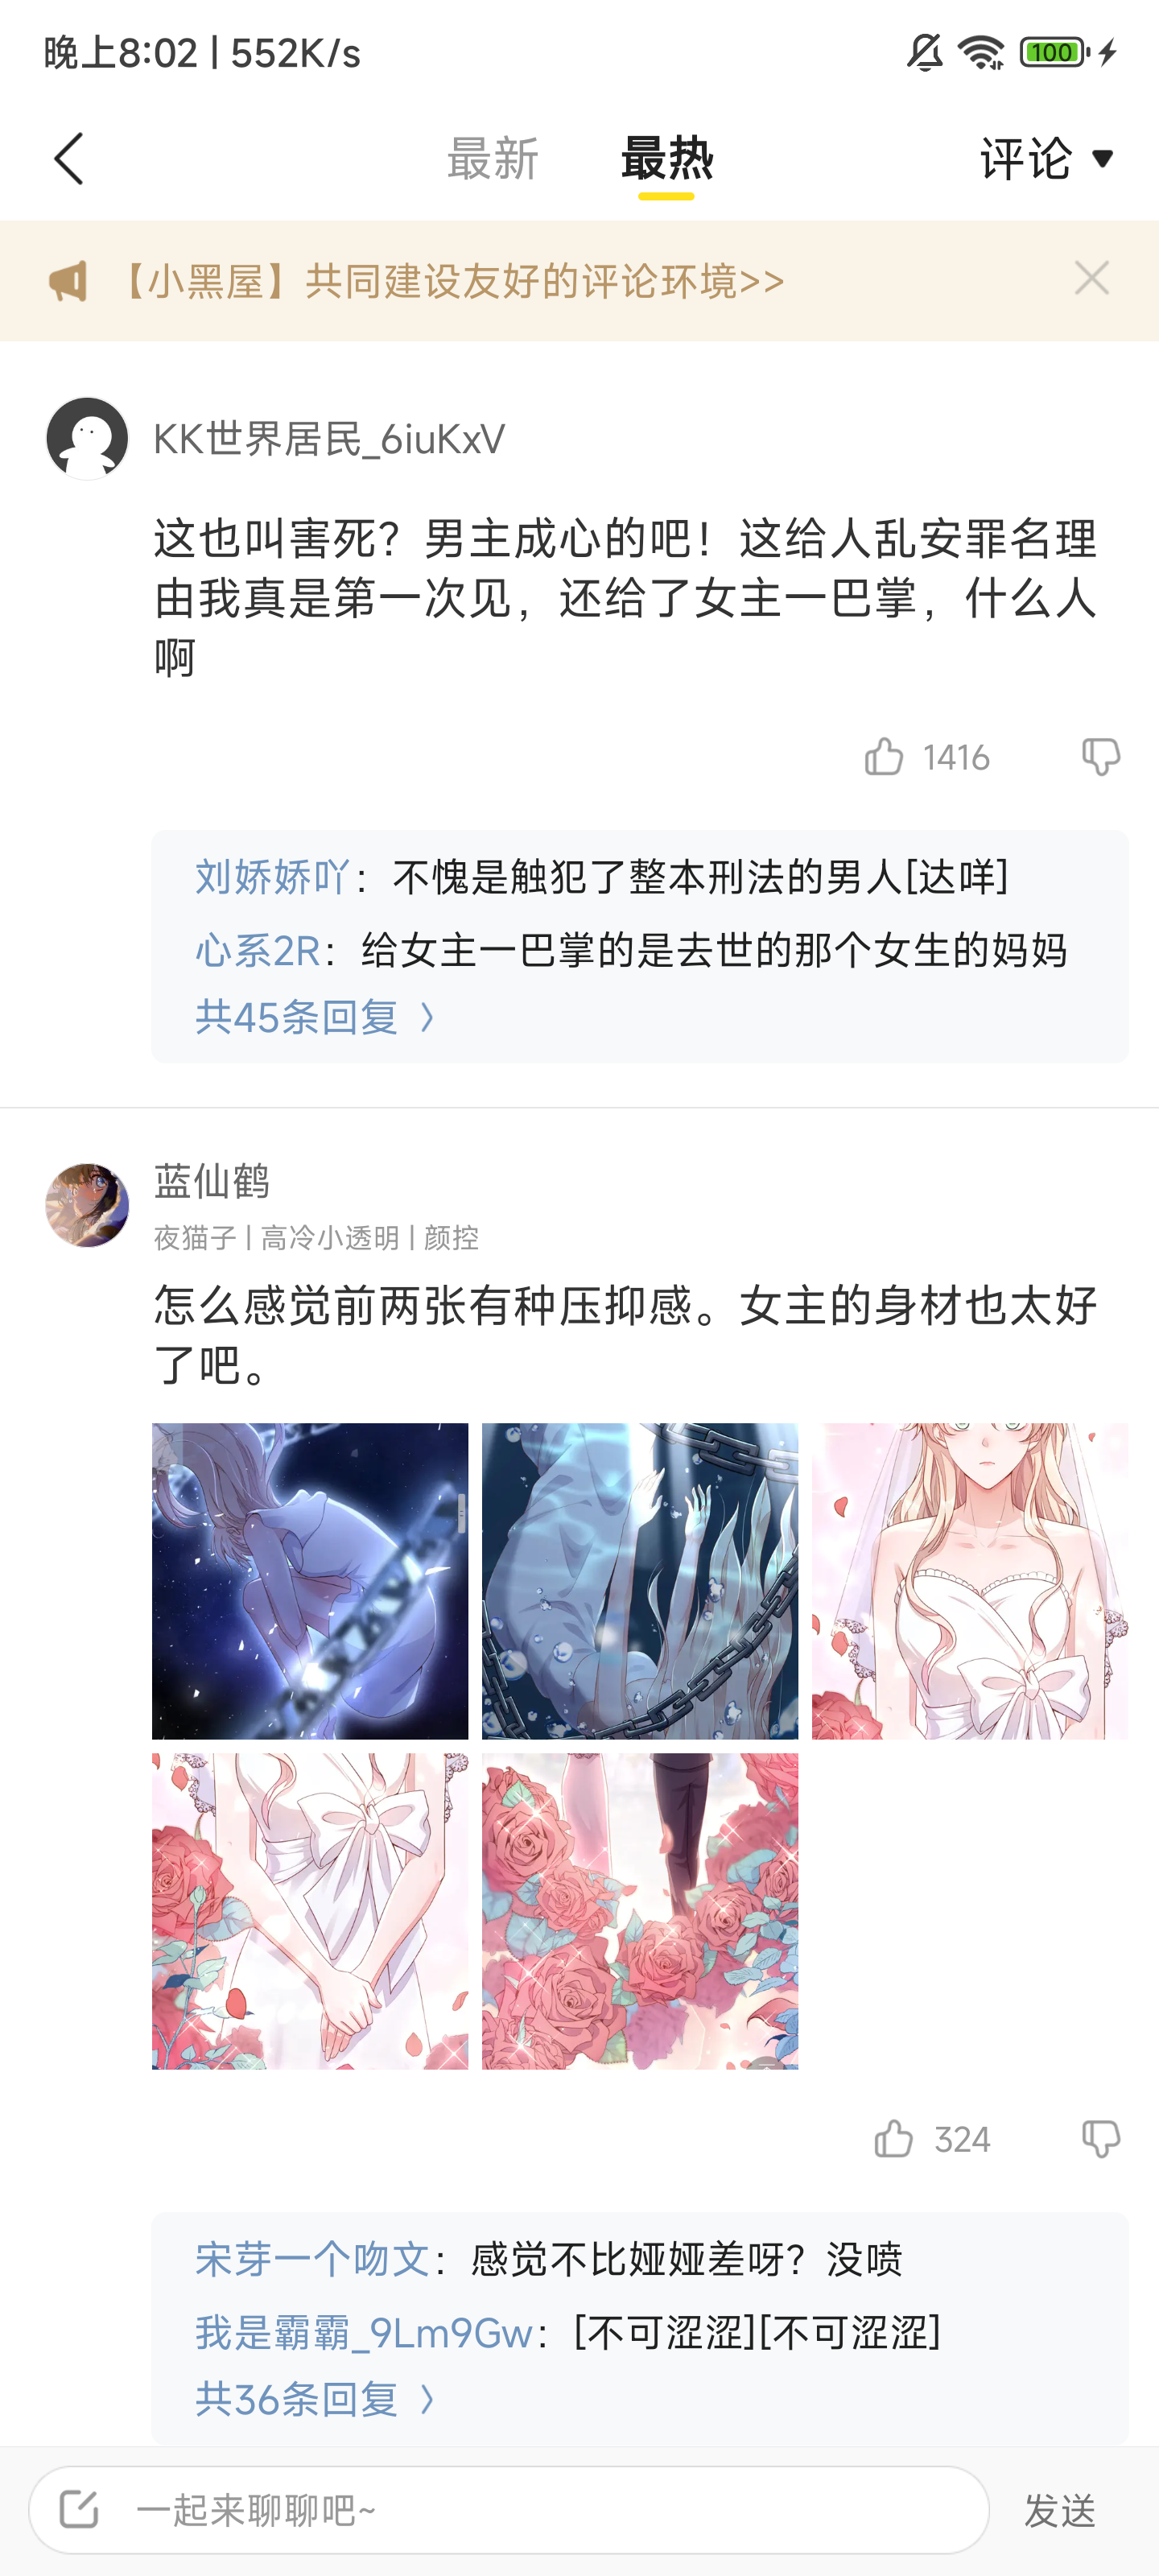 晚上8:02 | 552K/s
100
最新 最热 评论
【小黑屋】共同建设友好的评论环境>>
KK世界居民_6iuKxV
这也叫害死？男主成心的吧！这给人乱安罪名理
由我真是第一次见，还给了女主一巴掌，什么人
啊
1416
刘娇娇吖：不愧是触犯了整本刑法的男人[达咩]
心系2R：给女主一巴掌的是去世的那个女生的妈妈
共45条回复
蓝仙鹤
夜猫子 | 高冷小透明 | 颜控
怎么感觉前两张有种压抑感。女主的身材也太好
了吧。
324
宋芽一个吻文：感觉不比娅娅差呀？没喷
我是霸霸_9Lm9Gw：[不可涩涩][不可涩涩]
共36条回复
一起来聊聊吧~ 发送